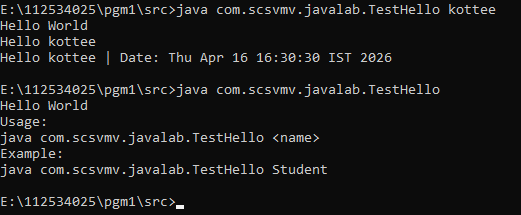 E:\112534025\pgm1\src>java com.scsvmv.javalab.TestHello kottee
Hello World
Hello kottee
Hello kottee | Date: Thu Apr 16 16:30:30 IST 2026
E:\112534025\pgm1\src>java com.scsvmv.javalab.TestHello
Hello World
Usage:
java com.scsvmv.javalab.TestHello <name>
Example:
java com.scsvmv.javalab.TestHello Student
E:\112534025\pgm1\src>